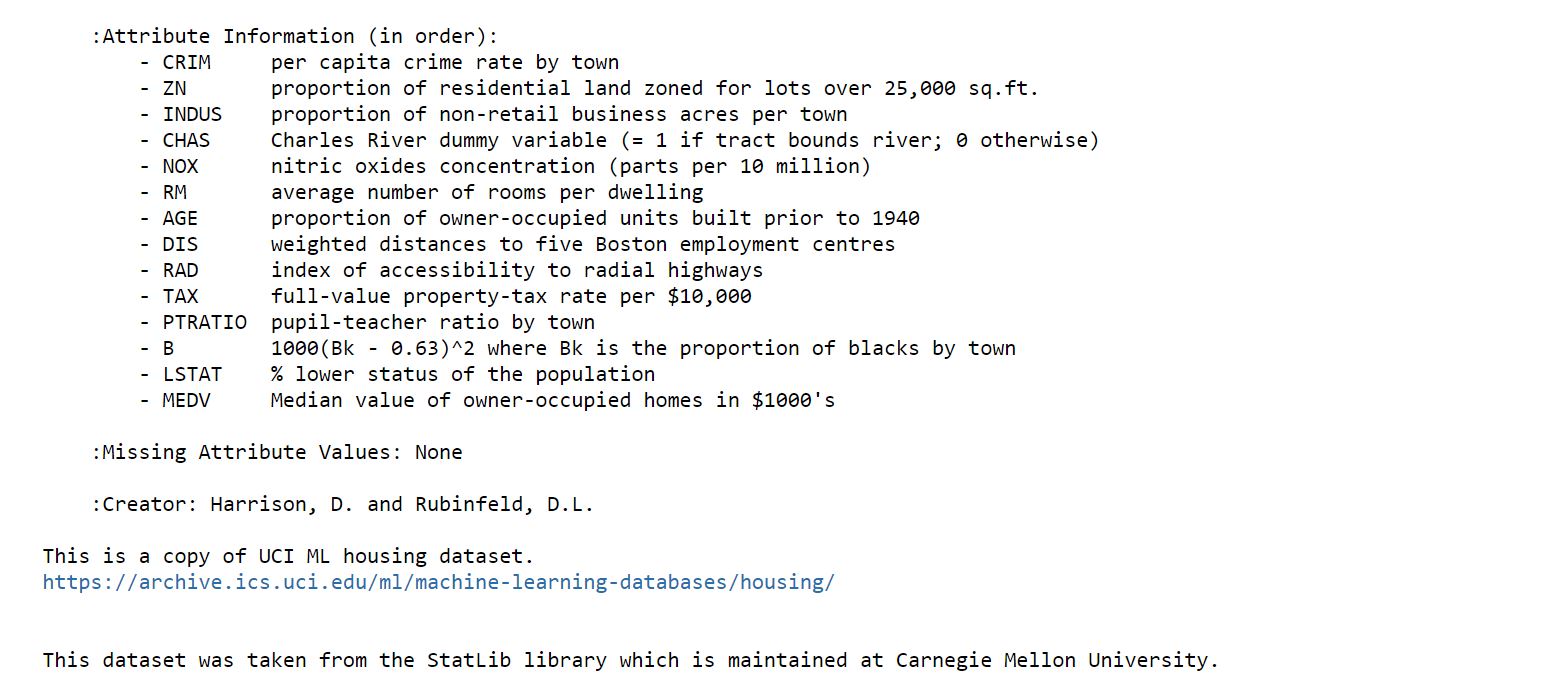 :Attribute Information (in order):
- CRIM per capita crime rate by town
- ZN proportion of residential land zoned for lots over 25,000 sq.ft.
- INDUS proportion of non-retail business acres per town
- CHAS Charles River dummy variable (= 1 if tract bounds river; 0 otherwise)
- NOX nitric oxides concentration (parts per 10 million)
- RM average number of rooms per dwelling
- AGE proportion of owner-occupied units built prior to 1940
- DIS weighted distances to five Boston employment centres
- RAD index of accessibility to radial highways
- TAX full-value property-tax rate per $10,000
- PTRATIO pupil-teacher ratio by town
- B 1000(Bk - 0.63)^2 where Bk is the proportion of blacks by town
- LSTAT % lower status of the population
- MEDV Median value of owner-occupied homes in $1000's
:Missing Attribute Values: None
:Creator: Harrison, D. and Rubinfeld, D.L.
This is a copy of UCI ML housing dataset.
https://archive.ics.uci.edu/ml/machine-learning-databases/housing/
This dataset was taken from the StatLib library which is maintained at Carnegie Mellon University.